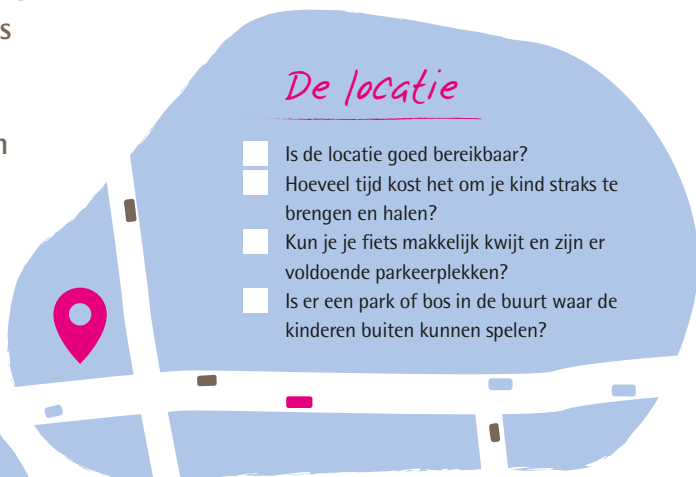 s
n
De locatie
Is de locatie goed bereikbaar?
Hoeveel tijd kost het om je kind straks te
brengen en halen?
Kun je je fiets makkelijk kwijt en zijn er
voldoende parkeerplekken?
Is er een park of bos in de buurt waar de
kinderen buiten kunnen spelen?